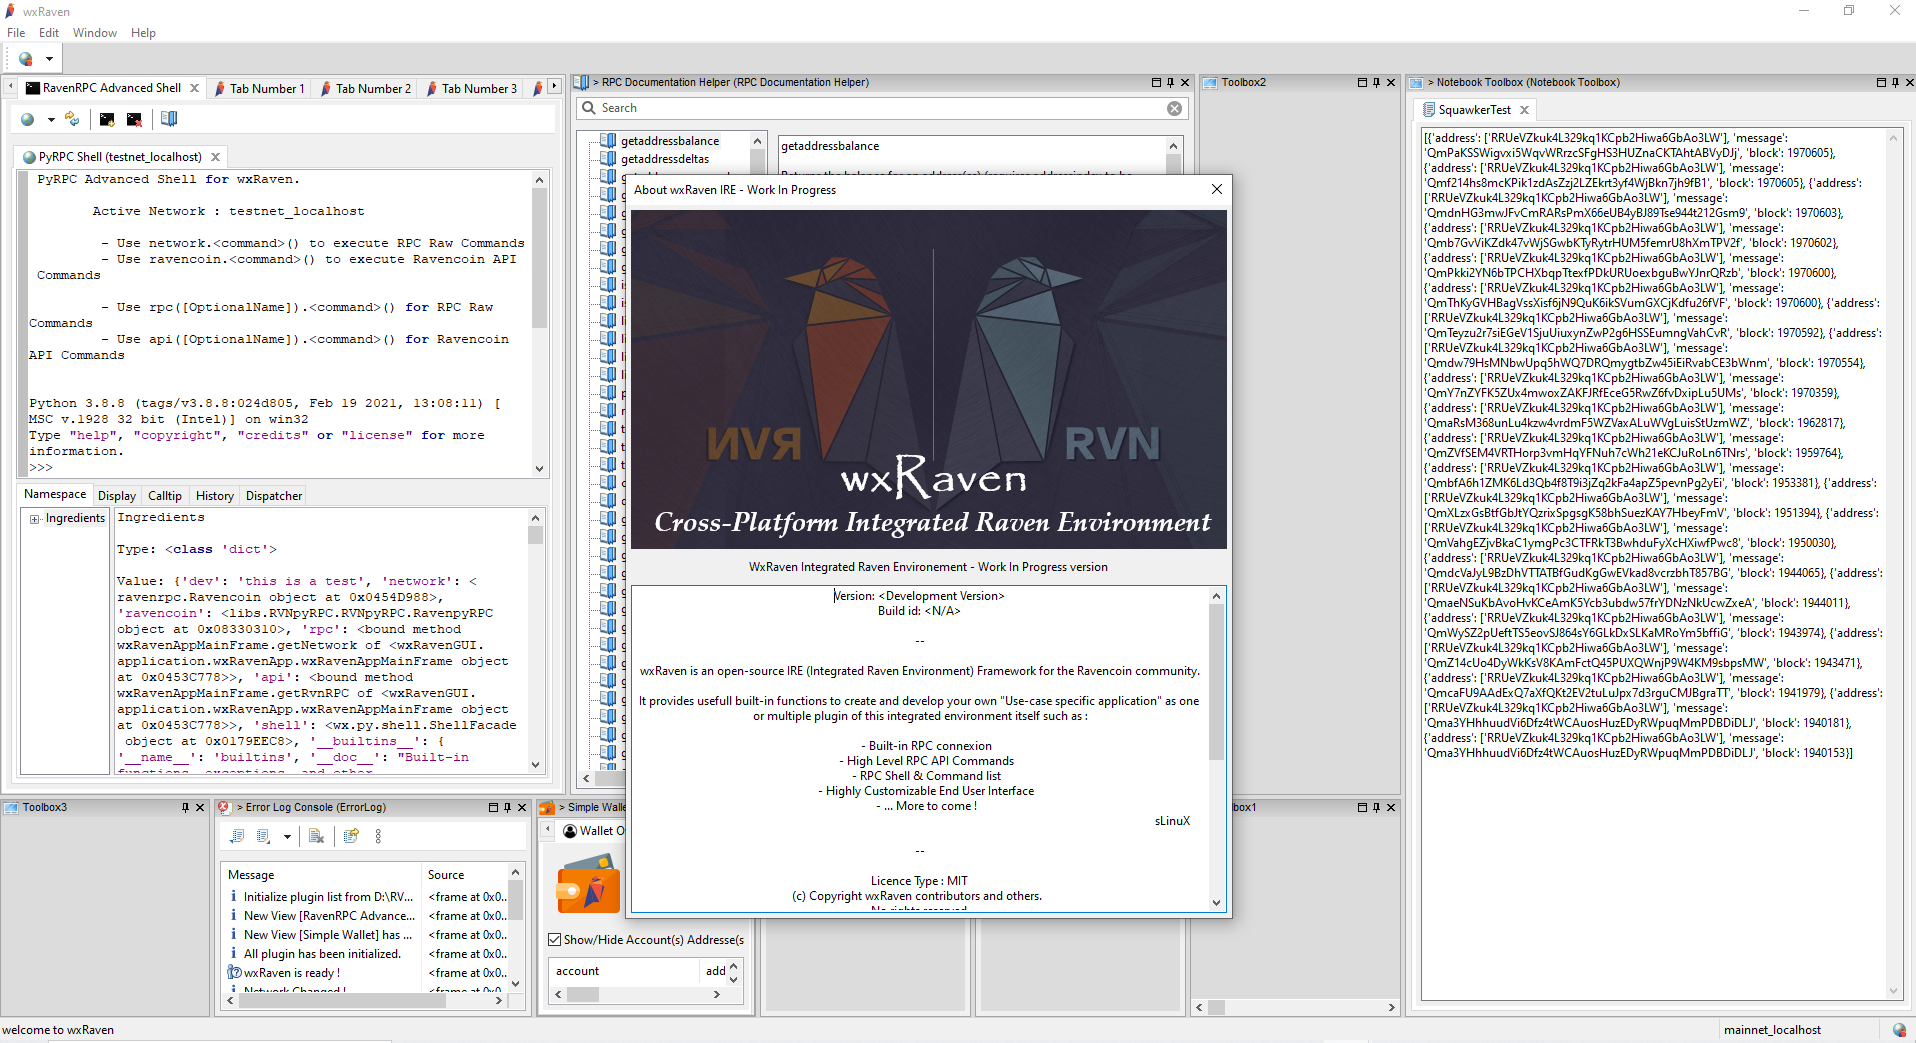 wxRaven
File Edit Window Help
RavenRPC Advanced Shell
Tab Number 1
Tab Number 2
Tab Number 3
PyRPC Shell (testnet_localhost)
PyRPC Advanced Shell for wxRaven.
Active Network : testnet_localhost
- Use network.<command>() to execute RPC Raw Commands
- Use ravencoin.<command>() to execute Ravencoin API
Commands
- Use rpc([OptionalName]).<command>() for RPC Raw
Commands
- Use api([OptionalName]).<command>() for Ravencoin
API Commands
Python 3.8.8 (tags/v3.8.8:024d805, Feb 19 2021, 13:08:11) [
MSC v.1928 32 bit (Intel)] on win32
Type "help", "copyright", "credits" or "license" for more
information.
>>>
Namespace Display Calltip History Dispatcher
Ingredients
Ingredients
Type: <class 'dict'>
Value: {'dev': 'this is a test', 'network': <
ravenrpc.Ravencoin object at 0x0454D988>,
'ravencoin': <libs.RVNpyRPC.RVNpyRPC.RavenpyRPC
object at 0x08330310>, 'rpc': <bound method
wxRavenAppMainFrame.getNetwork of <wxRavenGUI.
application.wxRavenApp.wxRavenAppMainFrame object
at 0x0453C778>>, 'api': <bound method
wxRavenAppMainFrame.getRvnRPC of <wxRavenGUI.
application.wxRavenApp.wxRavenAppMainFrame object
at 0x0453C778>>, 'shell': <wx.py.shell.ShellFacade
object at 0x0179EEC8>, '__builtins__': {
'__name__': 'builtins', '__doc__': "Built-in
functions, exceptions, and other
> RPC Documentation Helper (RPC Documentation Helper)
Search
getaddressbalance
getaddressdeltas
getaddressbalance
Toolbox2
About wxRaven IRE - Work In Progress
RVN
RVN
wxRaven
Cross-Platform Integrated Raven Environment
WxRaven Integrated Raven Environement - Work In Progress version
Version: <Development Version>
Build id: <N/A>
--
wxRaven is an open-source IRE (Integrated Raven Environment) Framework for the Ravencoin community.
It provides usefull built-in functions to create and develop your own "Use-case specific application" as one
or multiple plugin of this integrated environment itself such as :
- Built-in RPC connexion
- High Level RPC API Commands
- RPC Shell & Command list
- Highly Customizable End User Interface
- ... More to come !
sLinuX
--
Licence Type : MIT
(c) Copyright wxRaven contributors and others.
No rights reserved
> Notebook Toolbox (Notebook Toolbox)
SquawkerTest
[{'address': ['RRUeVZkuk4L329kq1KCpb2Hiwa6GbAo3LW'], 'message':
'QmPaKSSWigvxi5WqvWRrzcSFgHS3HUZnaCKTAhtABVyDJj', 'block': 1970605},
{'address': ['RRUeVZkuk4L329kq1KCpb2Hiwa6GbAo3LW'], 'message':
'Qmf214hs8mcKPik1zdAsZzj2LZEkrt3yf4WjBkn7jh9fB1', 'block': 1970605}, {'address':
['RRUeVZkuk4L329kq1KCpb2Hiwa6GbAo3LW'], 'message':
'QmdnHG3mwJFvCmRARsPmX66eUB4yBJ89Tse944t212Gsm9', 'block': 1970603},
{'address': ['RRUeVZkuk4L329kq1KCpb2Hiwa6GbAo3LW'], 'message':
'Qmb7GvViKZdk47vWjSGwbKTyRytrHUM5femrU8hXmTPV2f', 'block': 1970602},
{'address': ['RRUeVZkuk4L329kq1KCpb2Hiwa6GbAo3LW'], 'message':
'QmPkki2YN6bTPCHXbqpTtexfPDkURUoexbguBwYJnrQRzb', 'block': 1970600},
{'address': ['RRUeVZkuk4L329kq1KCpb2Hiwa6GbAo3LW'], 'message':
'QmThKyGVHBagVssXisf6jN9QuK6ikSVumGXCjKdfu26fVF', 'block': 1970600}, {'address':
['RRUeVZkuk4L329kq1KCpb2Hiwa6GbAo3LW'], 'message':
'QmTeyzu2r7siEGeV1SjuUiuxynZwP2g6HSSEumngVahCvR', 'block': 1970592}, {'address':
['RRUeVZkuk4L329kq1KCpb2Hiwa6GbAo3LW'], 'message':
'Qmdw79HsMNbwUpq5hWQ7DRQmygtbZw45iEiRvabCE3bWnm', 'block': 1970554},
{'address': ['RRUeVZkuk4L329kq1KCpb2Hiwa6GbAo3LW'], 'message':
'QmY7nZYFK5ZUx4mwoxZAKFJRfEceG5RwZ6fvDxipLu5UMs', 'block': 1970359},
{'address': ['RRUeVZkuk4L329kq1KCpb2Hiwa6GbAo3LW'], 'message':
'QmaRsM368unLu4kzw4vrdmF5WZVaxALuWVgLuisStUzmWZ', 'block': 1962817},
{'address': ['RRUeVZkuk4L329kq1KCpb2Hiwa6GbAo3LW'], 'message':
'QmZVfSEM4VRTHorp3vmHqYFNuh7cWh21eKCJuRoLn6TNrs', 'block': 1959764},
{'address': ['RRUeVZkuk4L329kq1KCpb2Hiwa6GbAo3LW'], 'message':
'QmbfA6h1ZMK6Ld3Qb4f8T9i3jZq2kFa4apZ5pevnPg2yEi', 'block': 1953381}, {'address':
['RRUeVZkuk4L329kq1KCpb2Hiwa6GbAo3LW'], 'message':
'QmXLzxGsBtfGbJtYQzrixSpgsgK58bhSuezKAY7HbeyFmV', 'block': 1951394}, {'address':
['RRUeVZkuk4L329kq1KCpb2Hiwa6GbAo3LW'], 'message':
'QmVahgEZjvBkaC1ymgPc3CTFRkT3BwhduFyXcHXiwfPwc8', 'block': 1950030},
{'address': ['RRUeVZkuk4L329kq1KCpb2Hiwa6GbAo3LW'], 'message':
'QmdcVaJyL9BzDhVTTATBfGudKgGwEVkad8vcrzbhT857BG', 'block': 1944065}, {'address':
['RRUeVZkuk4L329kq1KCpb2Hiwa6GbAo3LW'], 'message':
'QmaeNSuKbAvoHvKCeAmK5Ycb3ubdw57frYDNzNkUcwZxeA', 'block': 1944011},
{'address': ['RRUeVZkuk4L329kq1KCpb2Hiwa6GbAo3LW'], 'message':
'QmWySZ2pUeftTS5eovSJ864sY6GLkDxSLKaMRoYm5bffiG', 'block': 1943974}, {'address':
['RRUeVZkuk4L329kq1KCpb2Hiwa6GbAo3LW'], 'message':
'QmZ14cUo4DyWkKsV8KAmFctQ45PUXQWnjP9W4KM9sbpsMW', 'block': 1943471},
{'address': ['RRUeVZkuk4L329kq1KCpb2Hiwa6GbAo3LW'], 'message':
'QmcaFU9AAdExQ7aXfQKt2EV2tuLuJpx7d3rguCMJBgraTT', 'block': 1941979}, {'address':
['RRUeVZkuk4L329kq1KCpb2Hiwa6GbAo3LW'], 'message':
'Qma3YHhhuudVi6Dfz4tWCAuosHuzEDyRWpuqMmPDBDiDLJ', 'block': 1940181},
{'address': ['RRUeVZkuk4L329kq1KCpb2Hiwa6GbAo3LW'], 'message':
'Qma3YHhhuudVi6Dfz4tWCAuosHuzEDyRWpuqMmPDBDiDLJ', 'block': 1940153}]
Toolbox3
> Error Log Console (ErrorLog)
Message Source
Initialize plugin list from D:\RV... <frame at 0x0..
New View [RavenRPC Advance... <frame at 0x0..
New View [Simple Wallet] has ... <frame at 0x0..
All plugin has been initialized. <frame at 0x0..
wxRaven is ready ! <frame at 0x0..
Network Changed ! <frame at 0x0..
> Simple Walle
Wallet O
Show/Hide Account(s) Addresse(s
account add
box1
welcome to wxRaven
mainnet_localhost